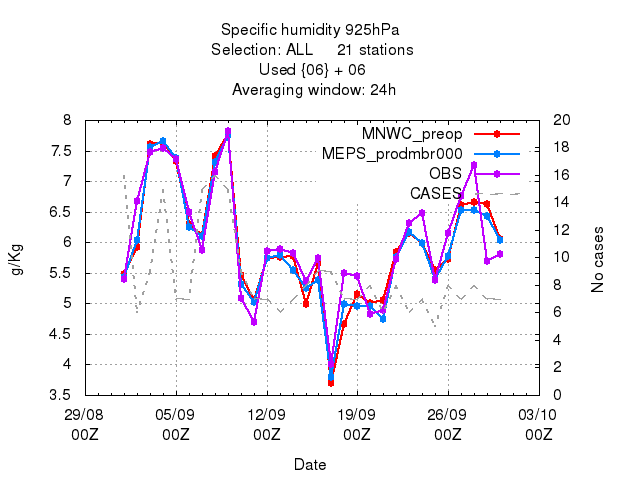 Specific humidity 925hPa
Selection: ALL 21 stations
Used {06} + 06
Averaging window: 24h
8
7.5
7
6.5
6
5.5
5
4.5
4
3.5
g/Kg
MNWC_preop
MEPS_prodmbr000
OBS
CASES
20
18
16
14
12
10
8
6
4
2
0
No cases
29/08 05/09 12/09 19/09 26/09 03/10
00Z 00Z 00Z 00Z 00Z 00Z
Date